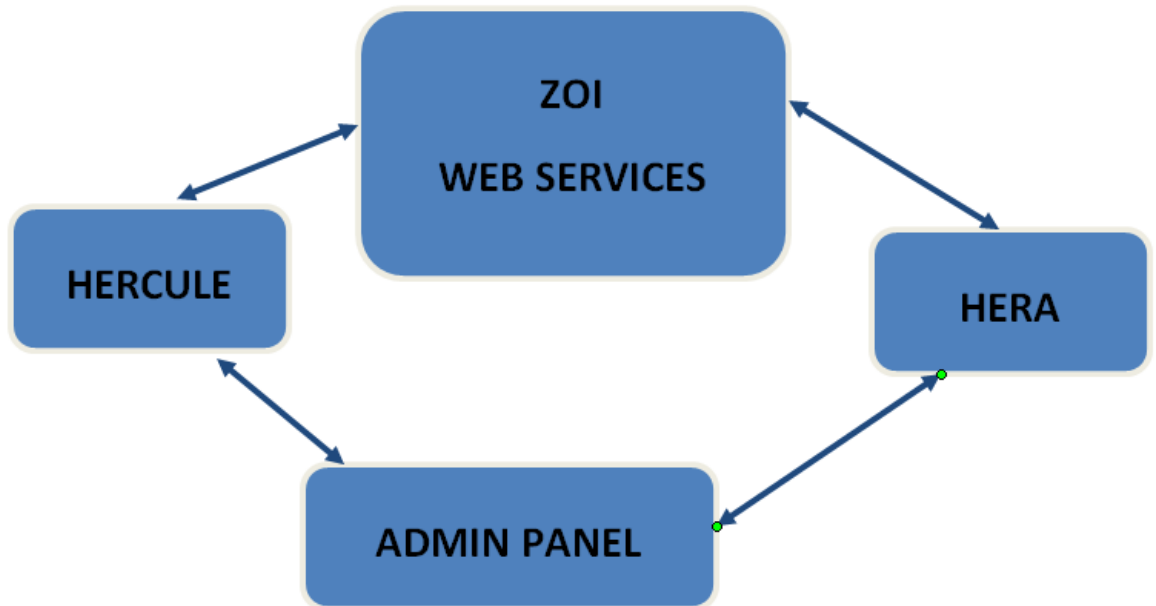 ZOI
WEB SERVICES
HERCULE
HERA
ADMIN PANEL